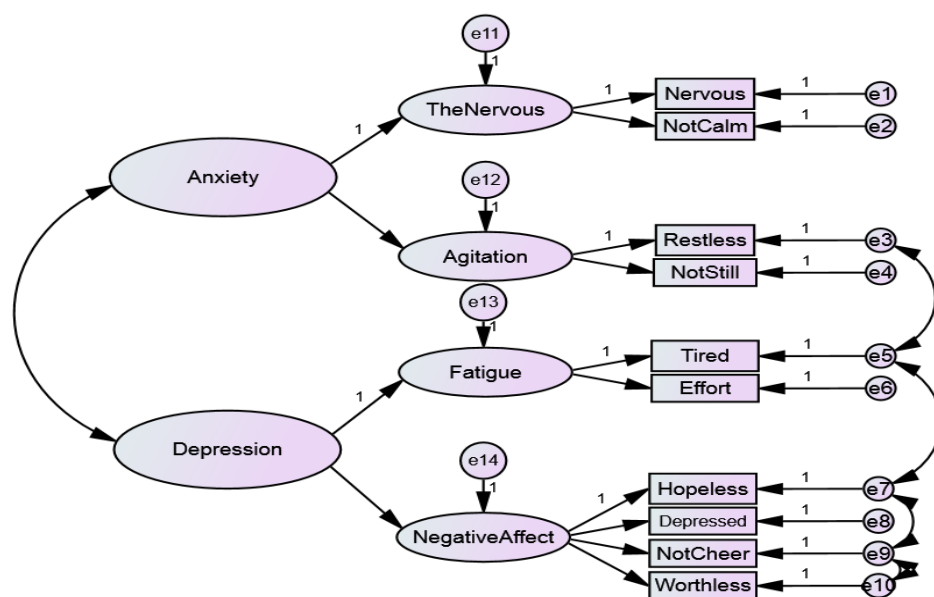 e11
1
1
TheNervous
1
Nervous
1
e1
NotCalm
1
e2
Anxiety
e12
1
Agitation
1
Restless
1
e3
NotStill
1
e4
e13
1
1
Fatigue
1
Tired
1
e5
Effort
1
e6
Depression
e14
1
NegativeAffect
1
Hopeless
1
e7
Depressed
1
e8
NotCheer
1
e9
Worthless
1
e10